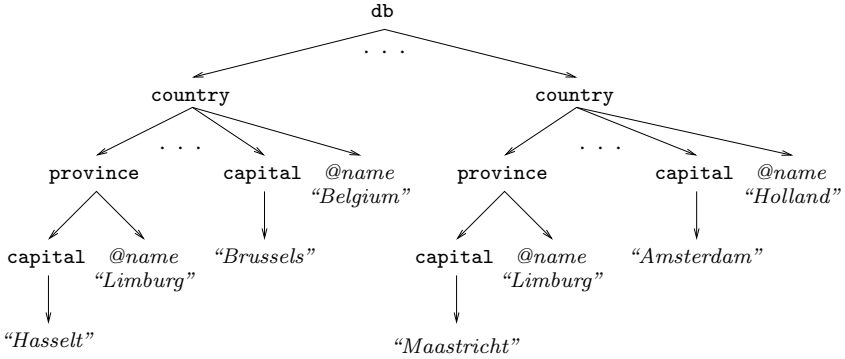 db
. . .
country country
province . . . capital @name province . . . capital @name
“Belgium” “Holland”
capital @name “Brussels” capital @name “Amsterdam”
“Limburg” “Limburg”
“Hasselt” “Maastricht”